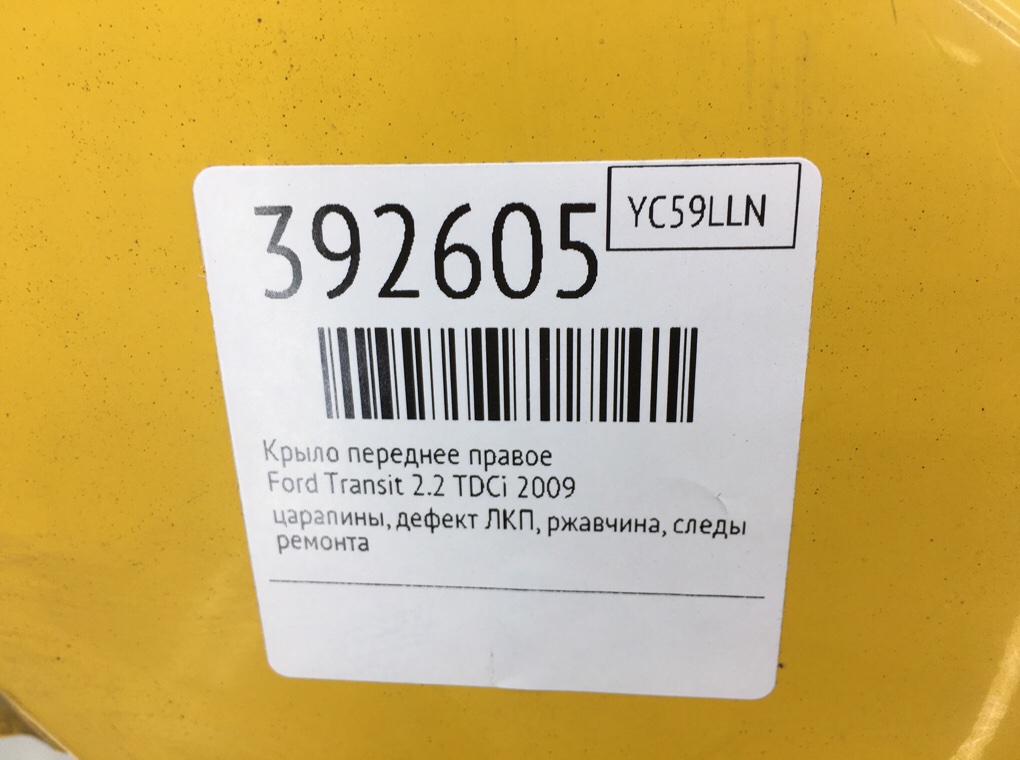 392605
YC59LLN
Крыло переднее правое
Ford Transit 2.2 TDCi 2009
царапины, дефект ЛКП, ржавчина, следы
ремонта